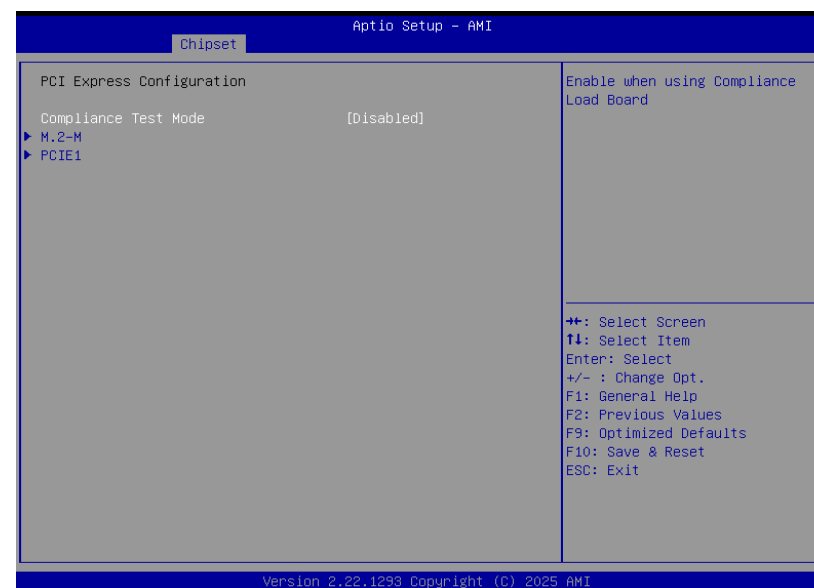 Aptio Setup – AMI
Chipset
PCI Express Configuration
Compliance Test Mode [Disabled]
▶ M.2-M
▶ PCIE1
Enable when using Compliance
Load Board
→←: Select Screen
↑↓: Select Item
Enter: Select
+/- : Change Opt.
F1: General Help
F2: Previous Values
F9: Optimized Defaults
F10: Save & Reset
ESC: Exit
Version 2.22.1293 Copyright (C) 2025 AMI